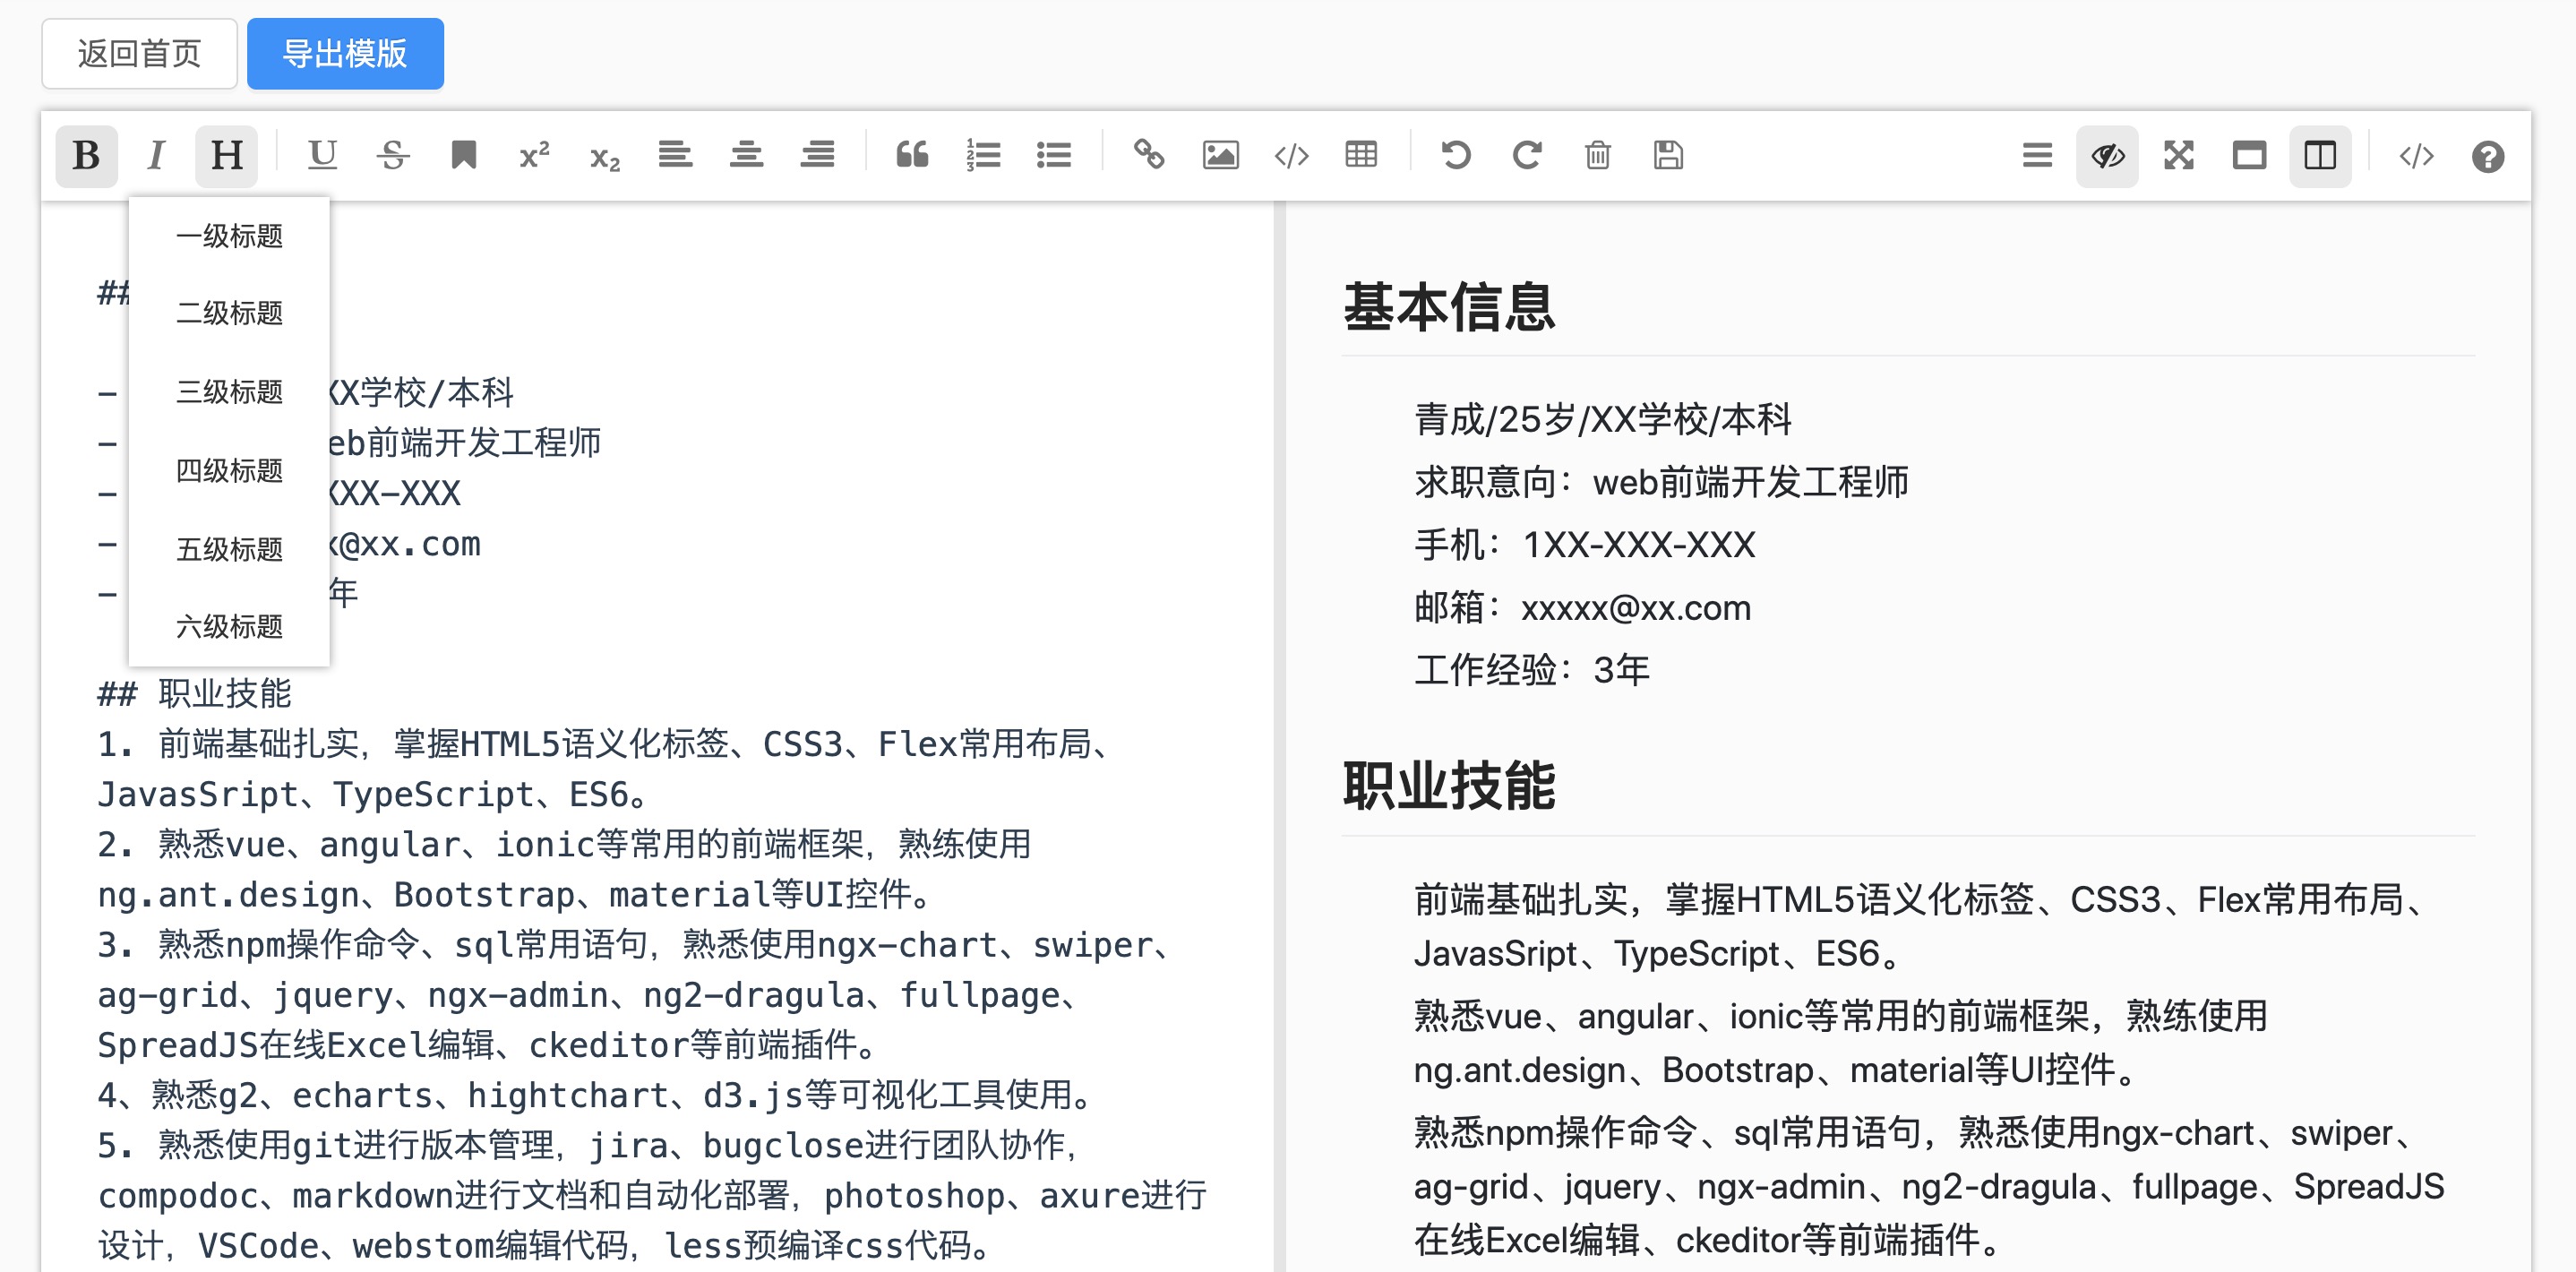 返回首页
导出模版
一级标题
二级标题
三级标题
四级标题
五级标题
六级标题
##
- XX学校/本科
- eb前端开发工程师
- XXX-XXX
- x@xx.com
- 年
## 职业技能
1. 前端基础扎实，掌握HTML5语义化标签、CSS3、Flex常用布局、
JavasSript、TypeScript、ES6。
2. 熟悉vue、angular、ionic等常用的前端框架，熟练使用
ng.ant.design、Bootstrap、material等UI控件。
3. 熟悉npm操作命令、sql常用语句，熟悉使用ngx-chart、swiper、
ag-grid、jquery、ngx-admin、ng2-dragula、fullpage、
SpreadJS在线Excel编辑、ckeditor等前端插件。
4、熟悉g2、echarts、hightchart、d3.js等可视化工具使用。
5. 熟悉使用git进行版本管理，jira、bugclose进行团队协作，
compodoc、markdown进行文档和自动化部署，photoshop、axure进行
设计，VSCode、webstom编辑代码，less预编译css代码。
基本信息
青成/25岁/XX学校/本科
求职意向：web前端开发工程师
手机：1XX-XXX-XXX
邮箱：xxxxx@xx.com
工作经验：3年
职业技能
前端基础扎实，掌握HTML5语义化标签、CSS3、Flex常用布局、
JavasSript、TypeScript、ES6。
熟悉vue、angular、ionic等常用的前端框架，熟练使用
ng.ant.design、Bootstrap、material等UI控件。
熟悉npm操作命令、sql常用语句，熟悉使用ngx-chart、swiper、
ag-grid、jquery、ngx-admin、ng2-dragula、fullpage、SpreadJS
在线Excel编辑、ckeditor等前端插件。